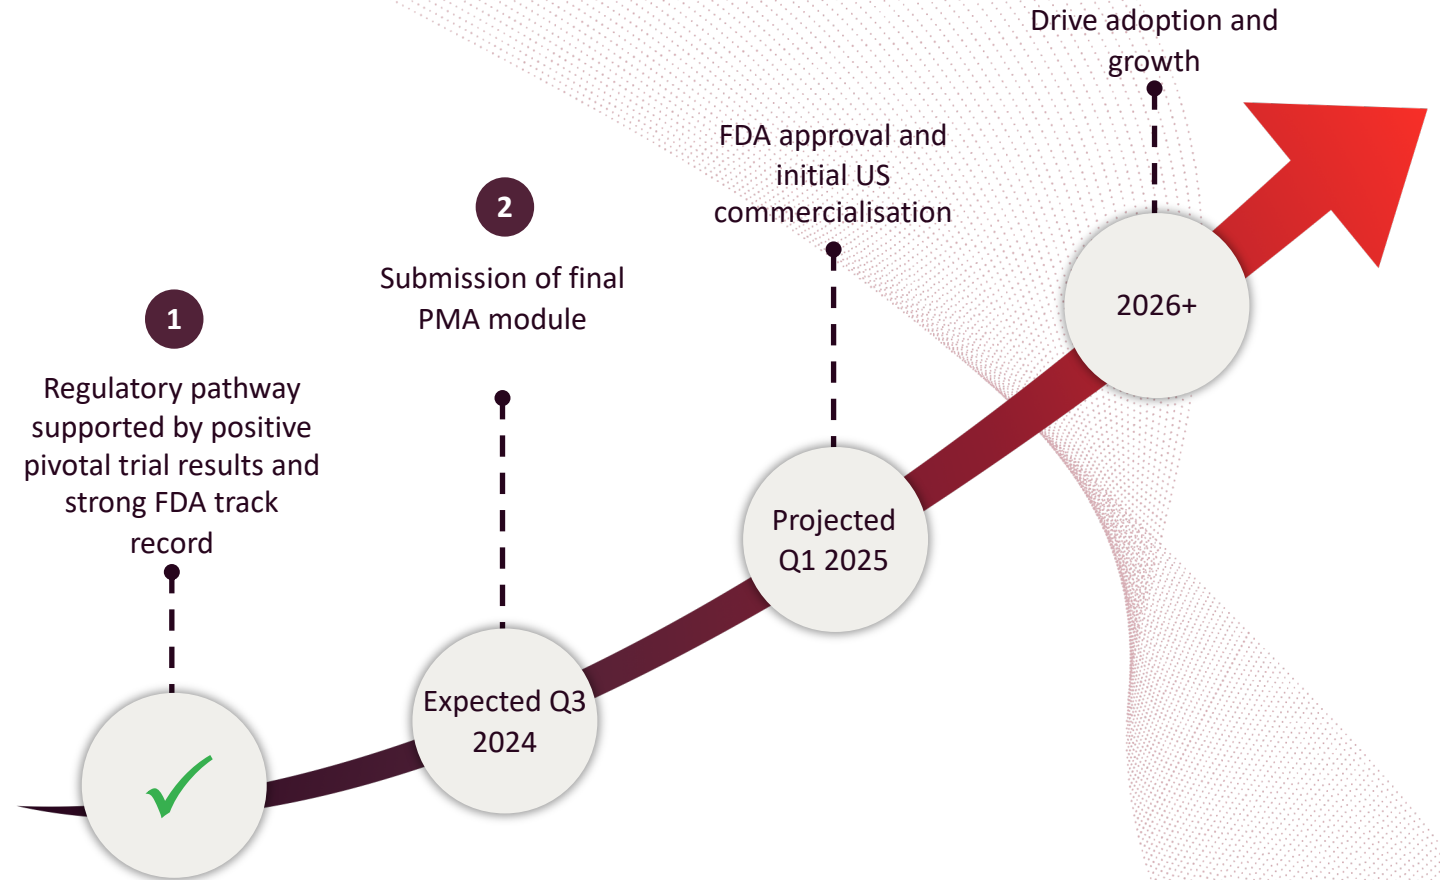 1
Regulatory pathway
supported by positive
pivotal trial results and
strong FDA track
record
2
Submission of final
PMA module
Expected Q3
2024
FDA approval and
initial US
commercialisation
Projected
Q1 2025
Drive adoption and
growth
2026+